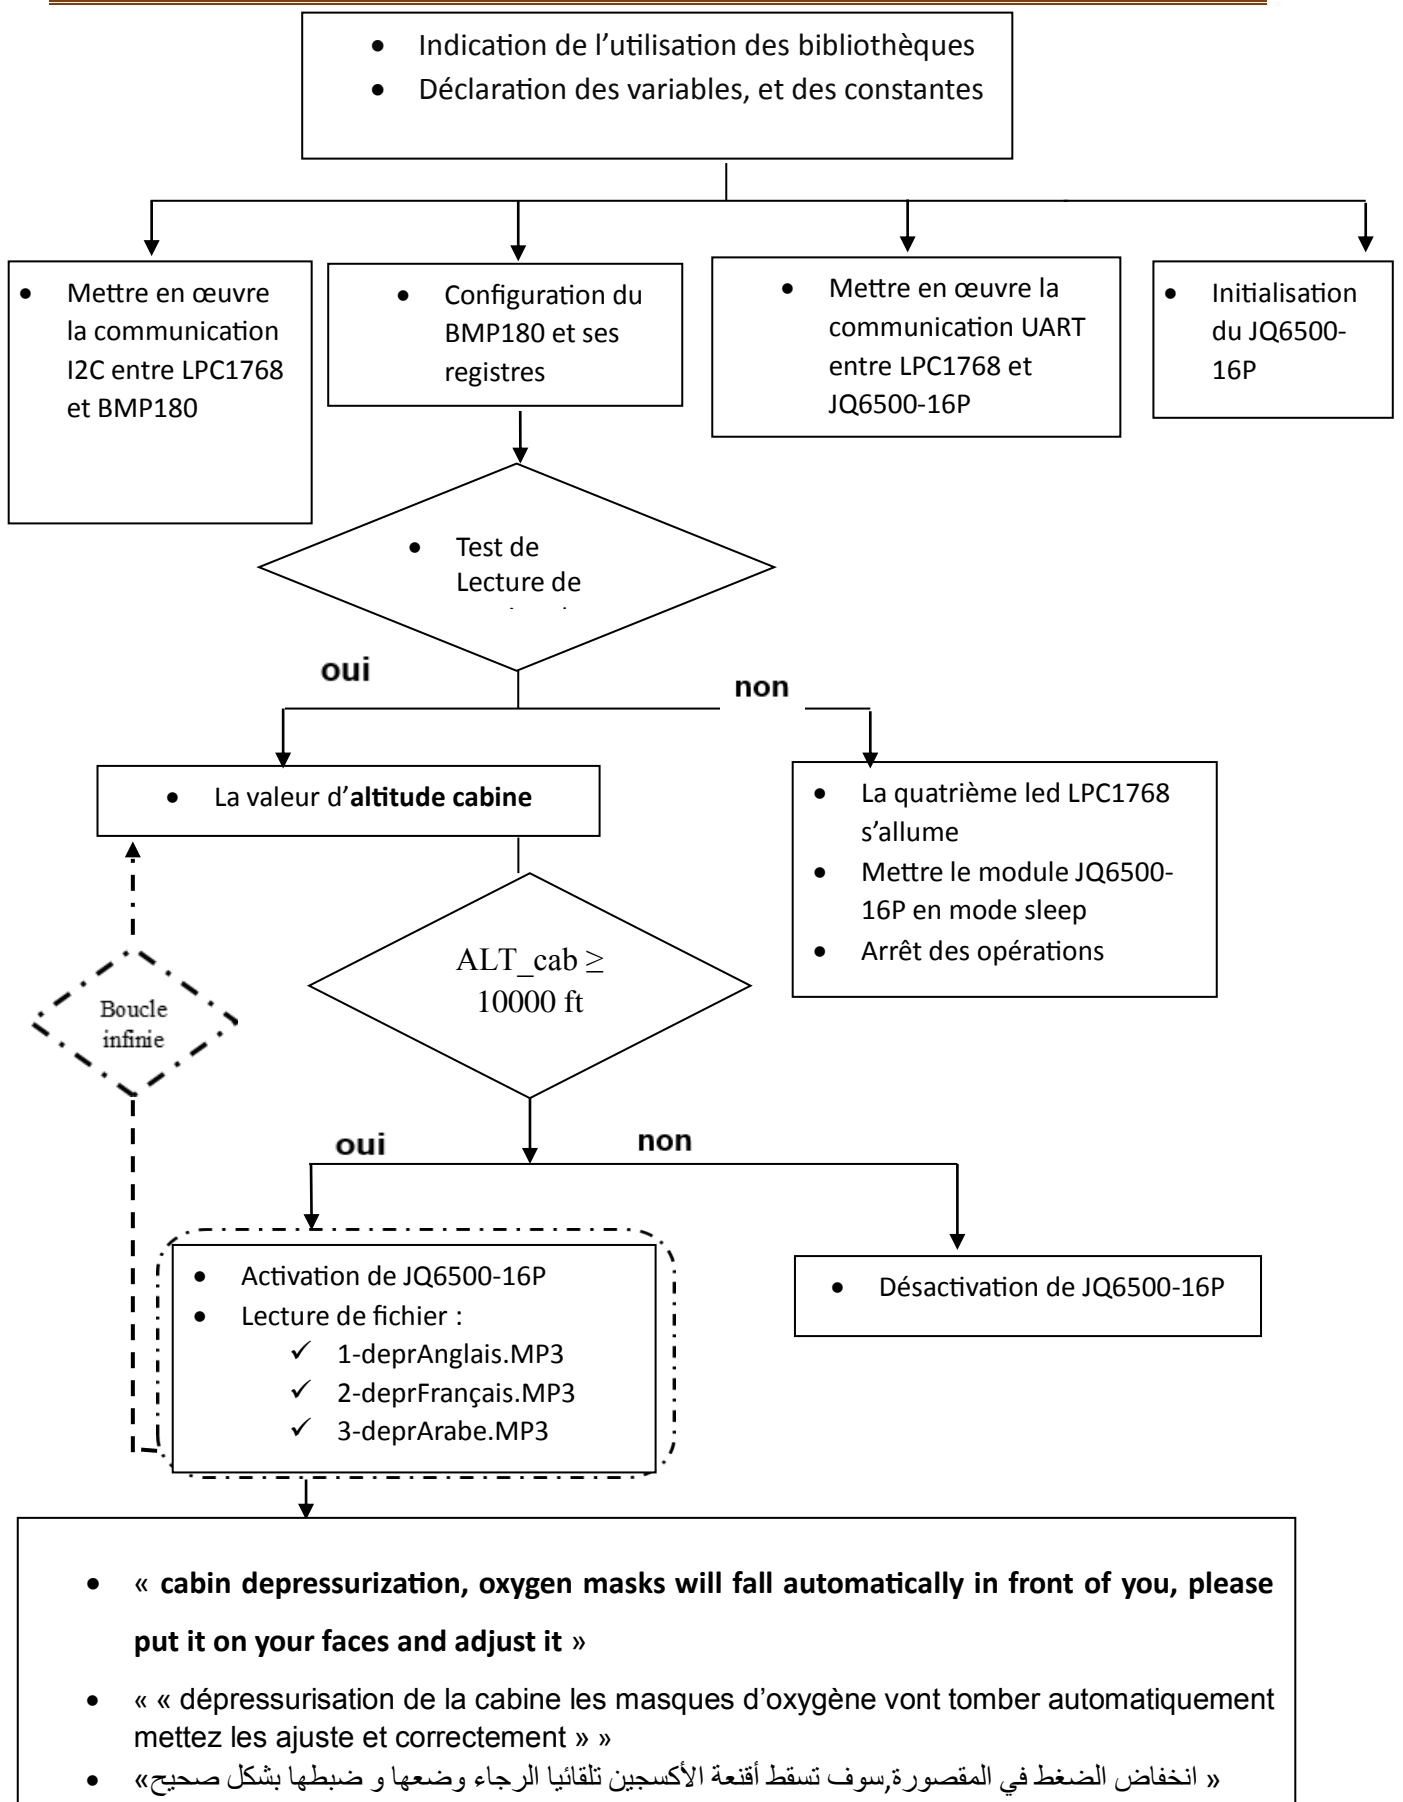 • Indication de l’utilisation des bibliothèques
• Déclaration des variables, et des constantes
• Mettre en œuvre
la communication
I2C entre LPC1768
et BMP180
• Configuration du
BMP180 et ses
registres
• Mettre en œuvre la
communication UART
entre LPC1768 et
JQ6500-16P
• Initialisation
du JQ6500-
16P
• Test de
Lecture de
oui
non
• La valeur d’altitude cabine
• La quatrième led LPC1768
s’allume
• Mettre le module JQ6500-
16P en mode sleep
• Arrêt des opérations
ALT_cab ≥
10000 ft
Boucle
infinie
oui
non
• Activation de JQ6500-16P
• Lecture de fichier :
✓ 1-deprAnglais.MP3
✓ 2-deprFrançais.MP3
✓ 3-deprArabe.MP3
• Désactivation de JQ6500-16P
• « cabin depressurization, oxygen masks will fall automatically in front of you, please
put it on your faces and adjust it »
• « « dépressurisation de la cabine les masques d’oxygène vont tomber automatiquement
mettez les ajuste et correctement » »
• « انخفاض الضغط في المقصورة,سوف تسقط أقنعة الأكسجين تلقائيا الرجاء وضعها و ضبطها بشكل صحيح»